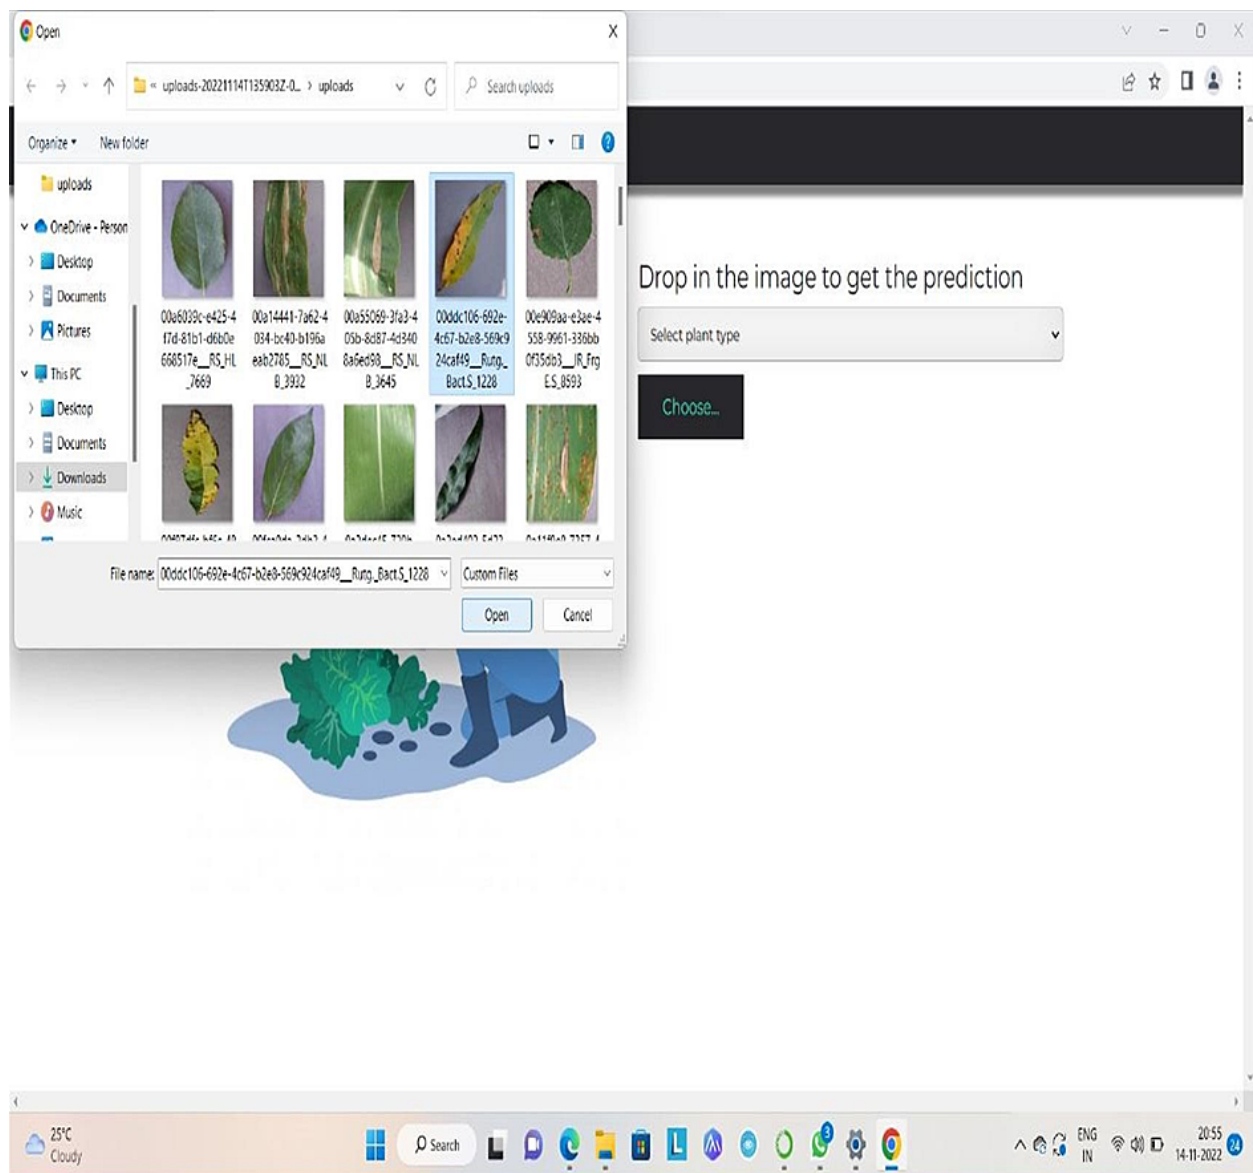 Open
« uploads-20221114T135903Z-0... > uploads
Search uploads
Organize
New folder
uploads
OneDrive - Person
Desktop
Documents
Pictures
This PC
Desktop
Documents
Downloads
Music
00a6039c-e425-4
f7d-81b1-d6b0e
668517e__RS_HL
_7669
00a14441-7a62-4
034-bc40-b196a
eab2785__RS_NL
B_3932
00a55069-3fa3-4
05b-8d87-4d340
8a6ed98__RS_NL
B_3645
00ddc106-692e-
4c67-b2e8-569c9
24caf49__Rutg._
Bact.S_1228
00e909aa-e3ae-4
558-9961-336bb
0f35db3__JR_Frg
E.S_8593
File name:
00ddc106-692e-4c67-b2e8-569c924caf49__Rutg._Bact.S_1228
Custom Files
Open
Cancel
Drop in the image to get the prediction
Select plant type
Choose...
25°C
Cloudy
Search
L
3
ENG
IN
20:55
14-11-2022
24